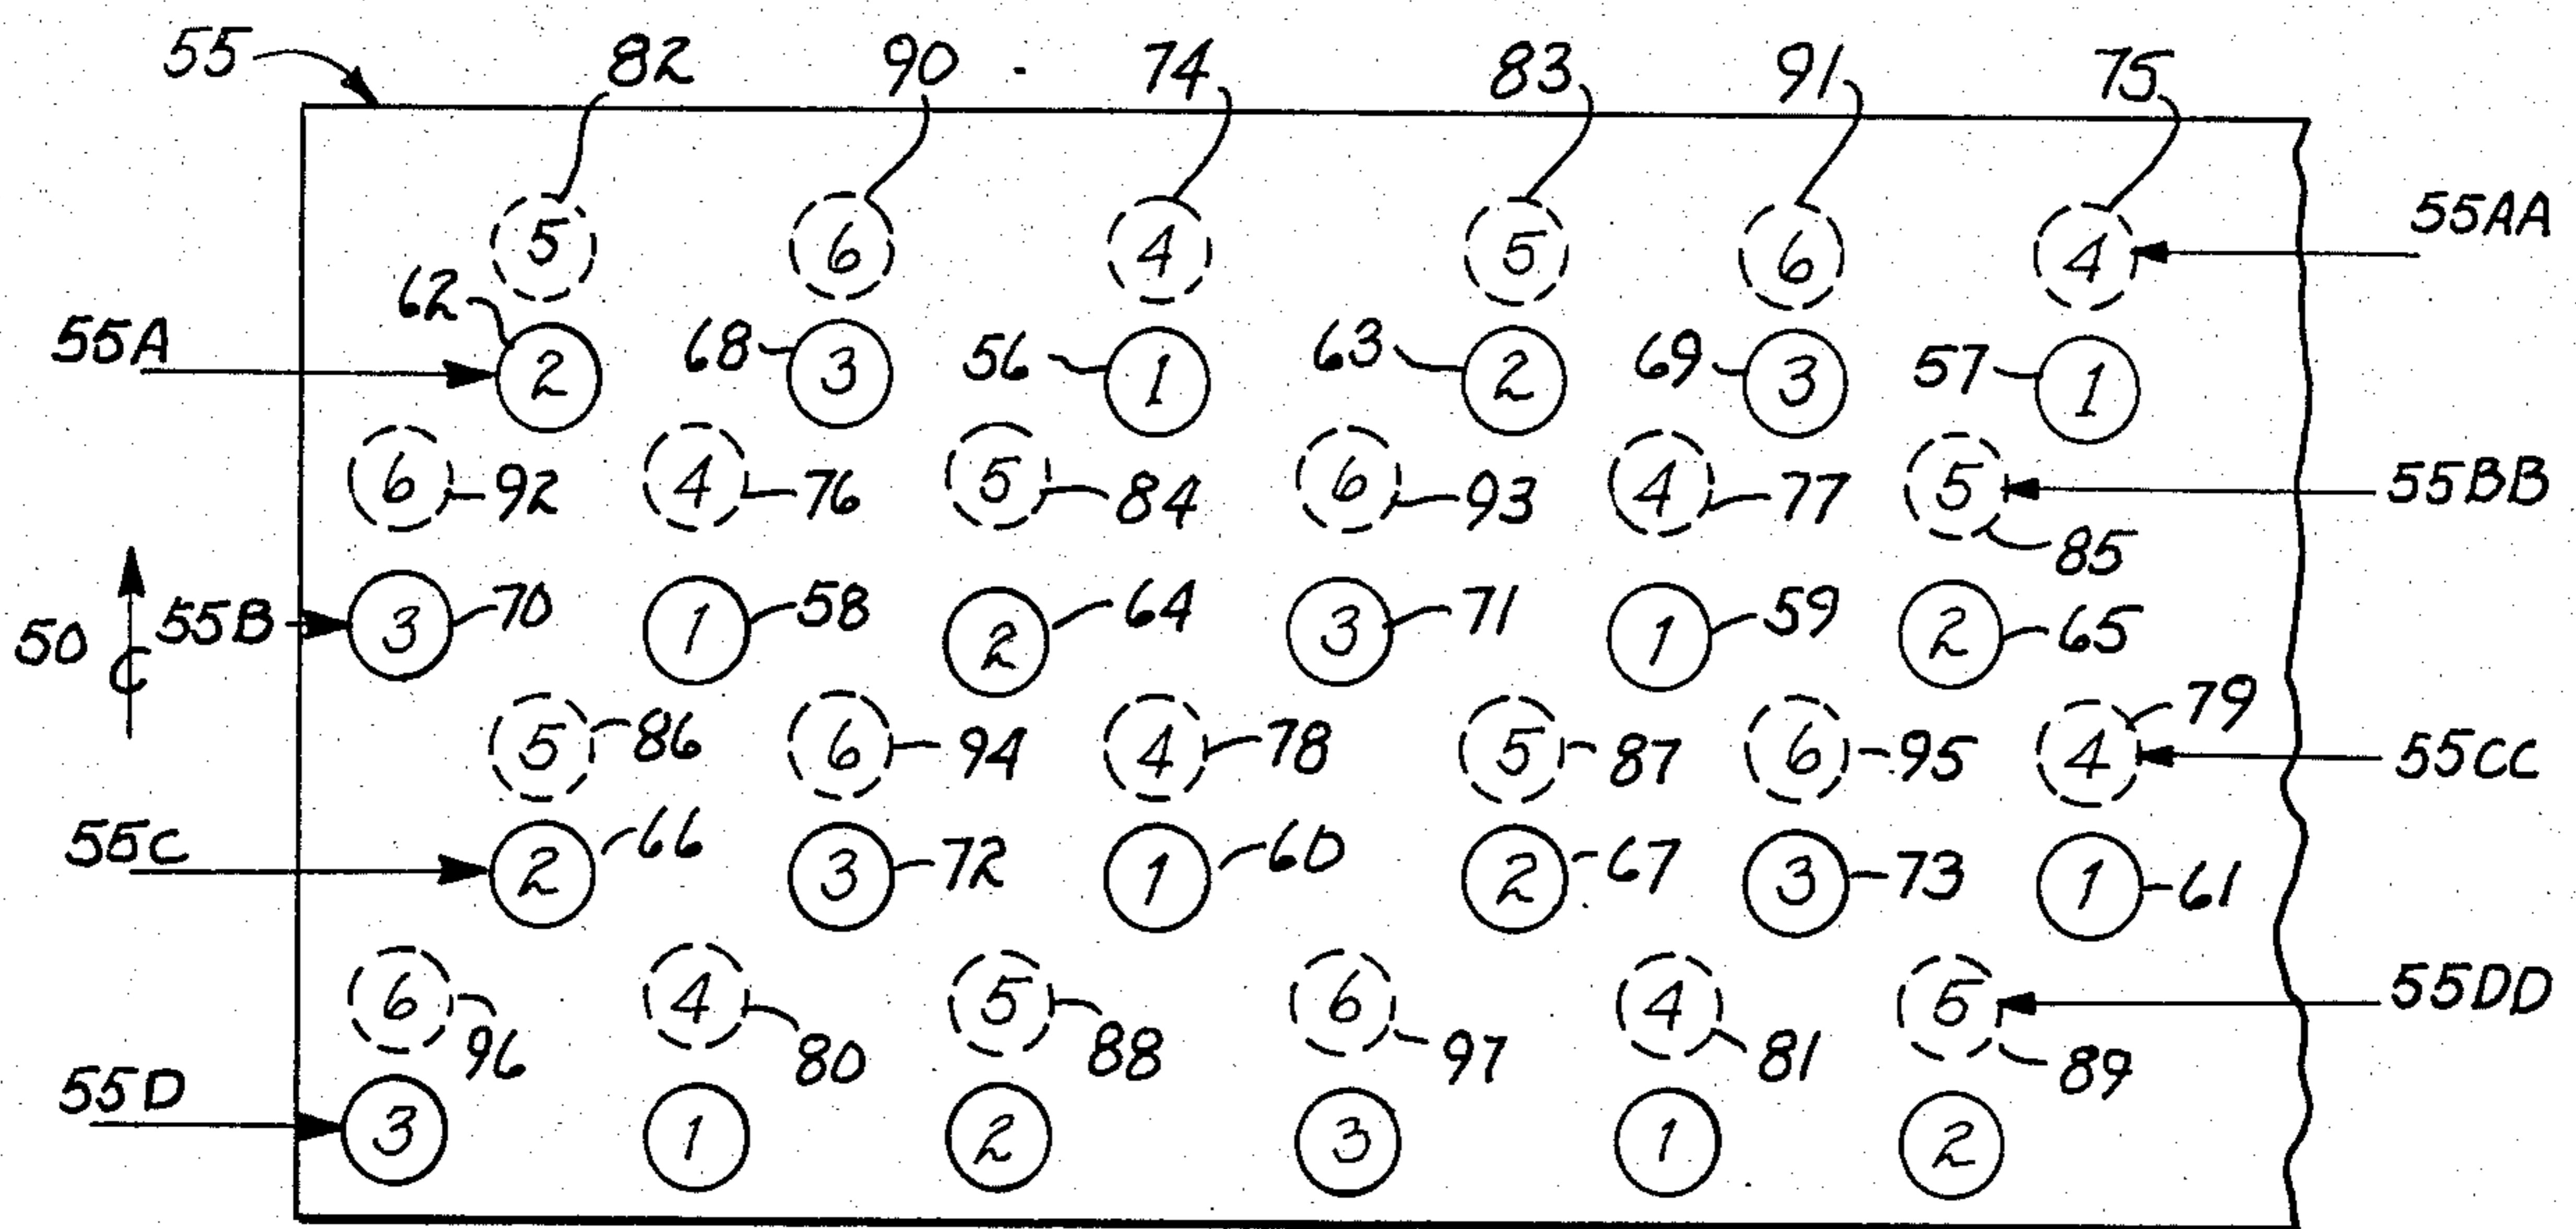 55 82 90 74 83 91 75
5 6 4 5 6 4 55AA
55A 62 2 68 3 56 1 63 2 69 3 57 1
6 92 4 76 5 84 6 93 4 77 5 85 55BB
50 C 55B 3 70 1 58 2 64 3 71 1 59 2 65
5 86 6 94 4 78 5 87 6 95 4 79 55CC
55C 2 66 3 72 1 60 2 67 3 73 1 61
6 96 4 80 5 88 6 97 4 81 5 89 55DD
55D 3 1 2 3 1 2